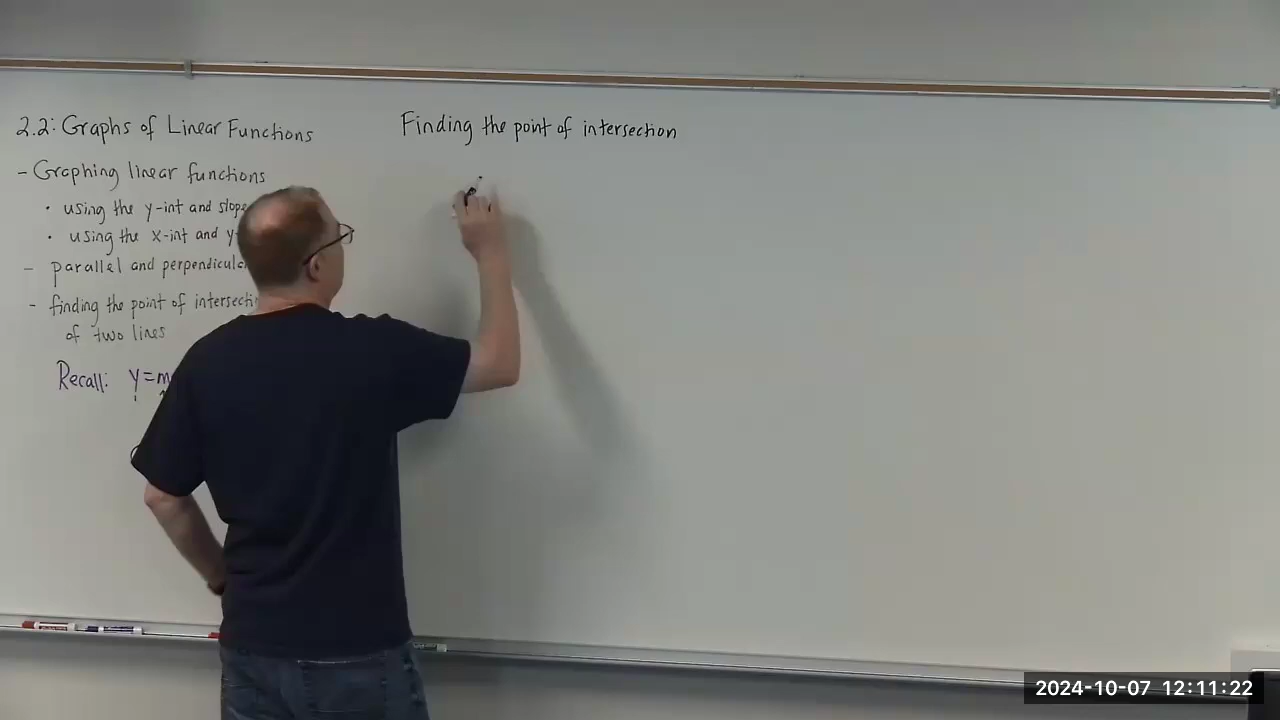 2.2: Graphs of Linear Functions
- Graphing linear functions
• using the y-int and slope
• using the x-int and y-
- parallel and
- finding the point of
of two lines
Recall: y=m
Finding the point of intersection
2024-10-07 12:11:22